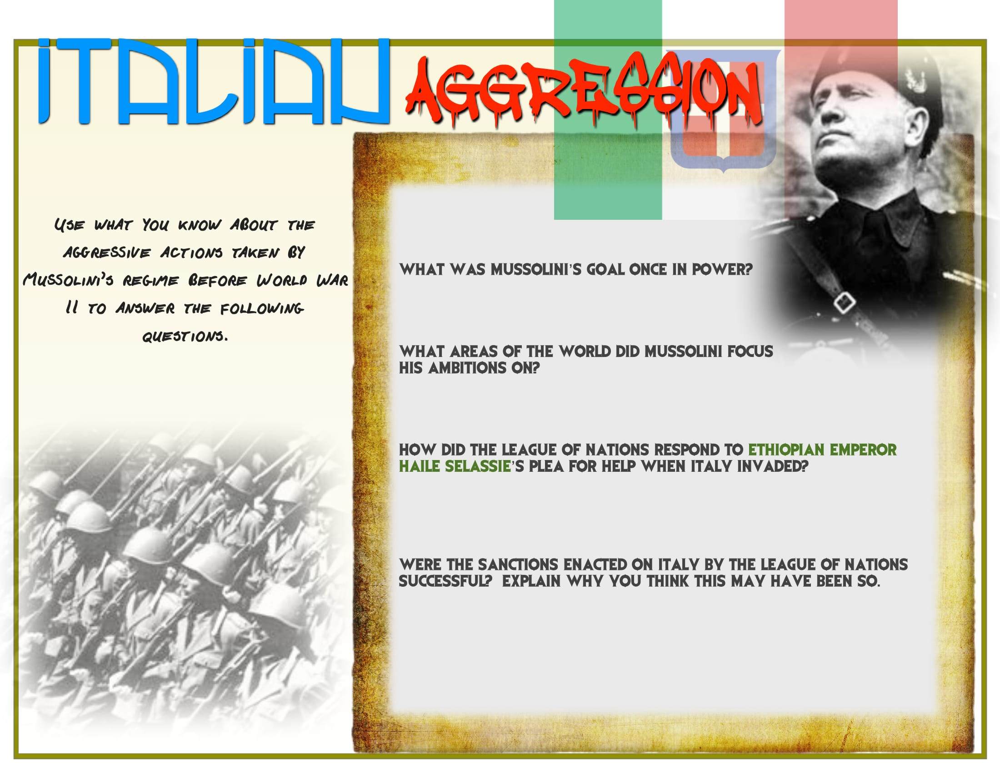 ITALIAN AGGRESSION
USE WHAT YOU KNOW ABOUT THE
AGGRESSIVE ACTIONS TAKEN BY
MUSSOLINI'S REGIME BEFORE WORLD WAR
II TO ANSWER THE FOLLOWING
QUESTIONS.
WHAT WAS MUSSOLINI'S GOAL ONCE IN POWER?
WHAT AREAS OF THE WORLD DID MUSSOLINI FOCUS
HIS AMBITIONS ON?
HOW DID THE LEAGUE OF NATIONS RESPOND TO ETHIOPIAN EMPEROR
HAILE SELASSIE'S PLEA FOR HELP WHEN ITALY INVADED?
WERE THE SANCTIONS ENACTED ON ITALY BY THE LEAGUE OF NATIONS
SUCCESSFUL?  EXPLAIN WHY YOU THINK THIS MAY HAVE BEEN SO.